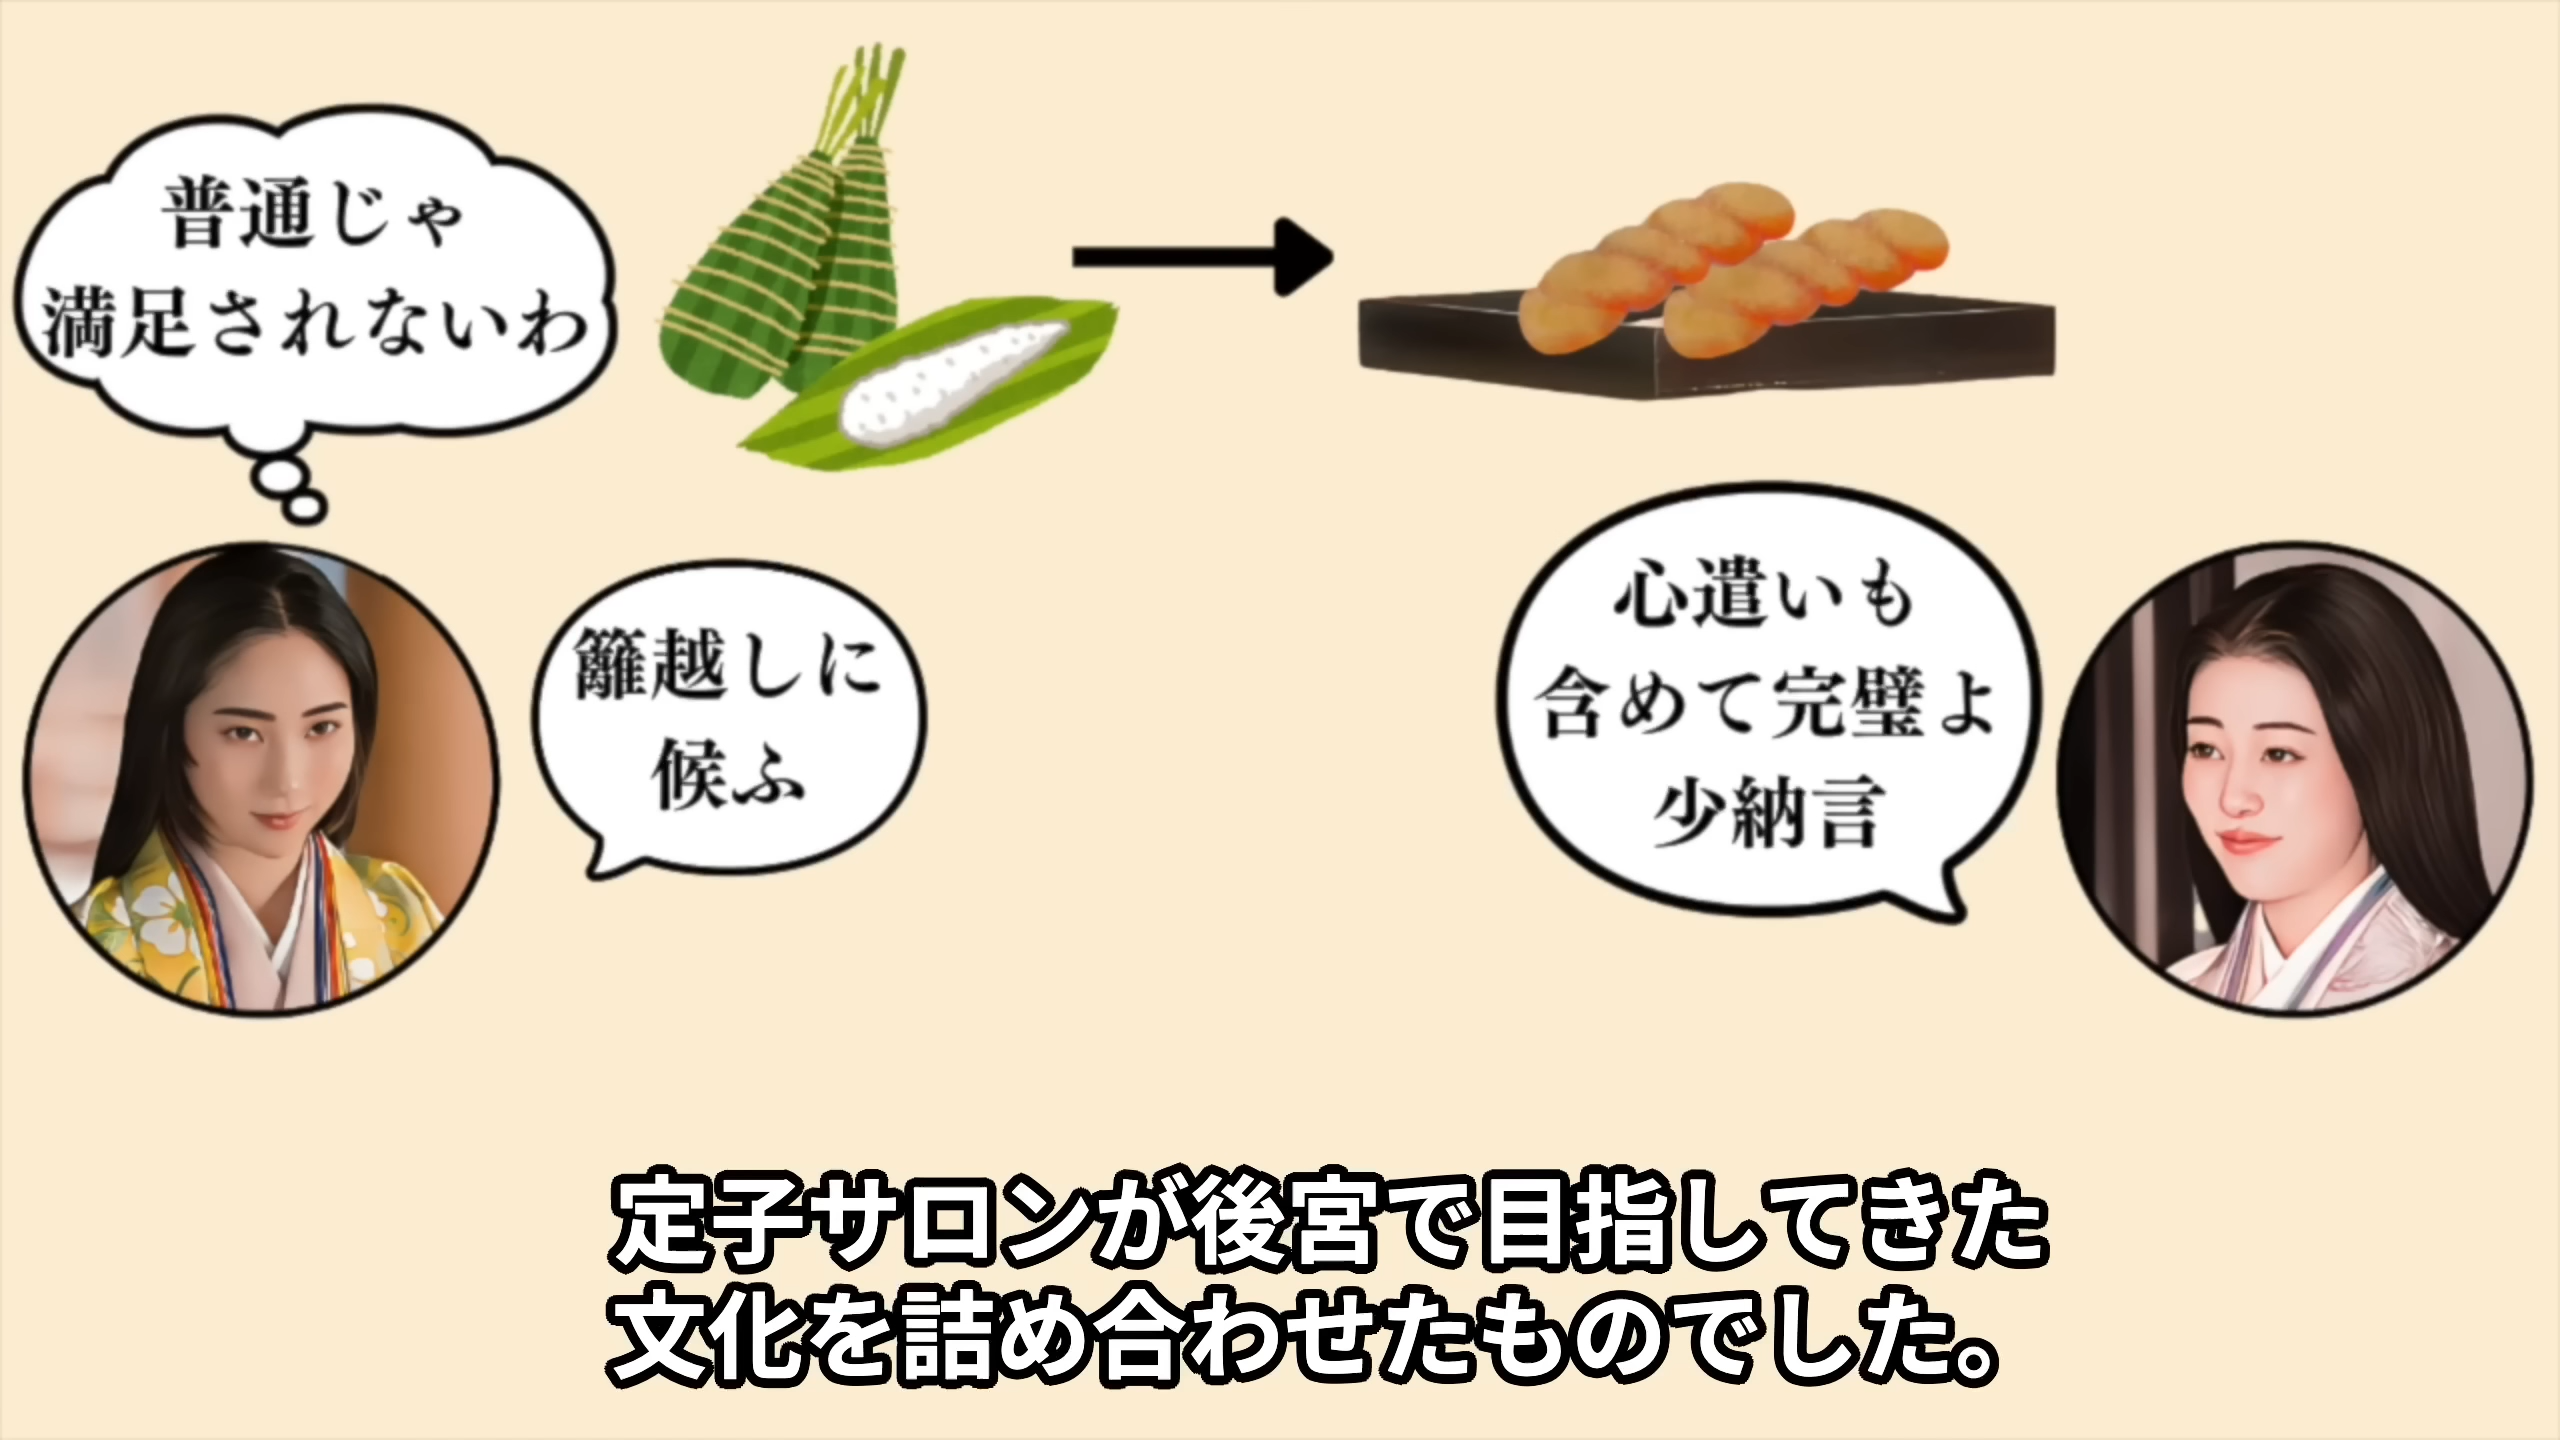 普通じゃ
満足されないわ
籬越しに
候ふ
心遣いも
含めて完璧よ
少納言
定子サロンが後宮で目指してきた
文化を詰め合わせたものでした。